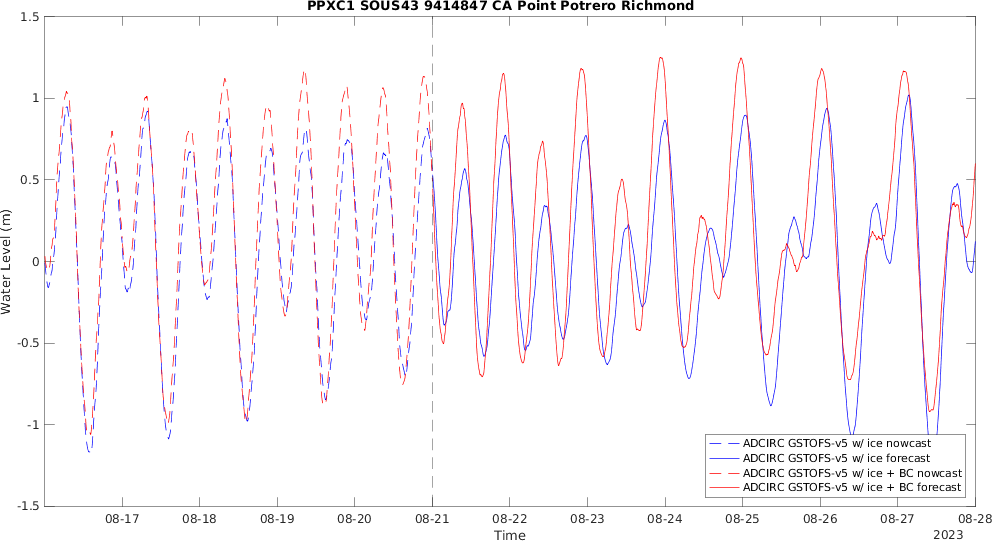 PPXC1 SOUS43 9414847 CA Point Potrero Richmond
1.5
1
0.5
0
-0.5
-1
-1.5
Water Level (m)
ADCIRC GSTOFS-v5 w/ ice nowcast
ADCIRC GSTOFS-v5 w/ ice forecast
ADCIRC GSTOFS-v5 w/ ice + BC nowcast
ADCIRC GSTOFS-v5 w/ ice + BC forecast
08-17 08-18 08-19 08-20 08-21 08-22 08-23 08-24 08-25 08-26 08-27 08-28
Time
2023